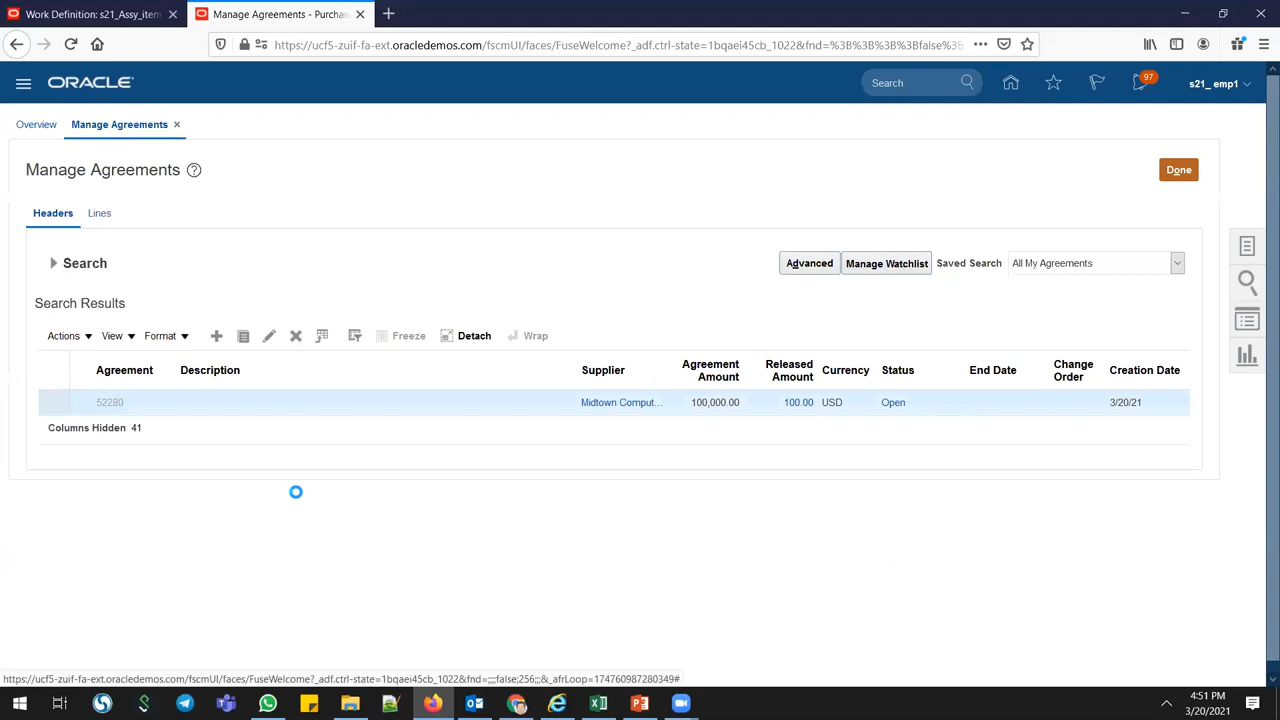 Work Definition: s21_Assy_item
Manage Agreements - Purchas
https://ucf5-zuif-fa-ext.oracledemos.com/fscmUI/faces/FuseWelcome?_adf.ctrl-state=1bqaei45cb_1022&fnd=%3B%3B%3B%3Bfalse%3B
ORACLE
Search
97
s21_ emp1
Overview
Manage Agreements
Manage Agreements
Done
Headers
Lines
Search
Advanced
Manage Watchlist
Saved Search
All My Agreements
Search Results
Actions
View
Format
Freeze
Detach
Wrap
Agreement
Description
Supplier
Agreement Amount
Released Amount
Currency
Status
End Date
Change Order
Creation Date
52280
Midtown Comput...
100,000.00
100.00
USD
Open
3/20/21
Columns Hidden 41
https://ucf5-zuif-fa-ext.oracledemos.com/fscmUI/faces/FuseWelcome?_adf.ctrl-state=1bqaei45cb_1022&fnd=;;;;false;256;;;&_afrLoop=174760987280349#
4:51 PM
3/20/2021